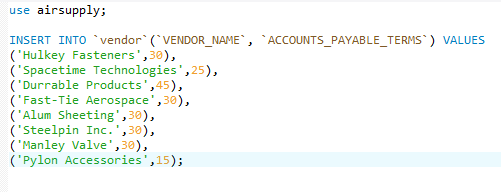 use airsupply;
INSERT INTO `vendor`(`VENDOR_NAME`, `ACCOUNTS_PAYABLE_TERMS`) VALUES
('Hulkey Fasteners',30),
('Spacetime Technologies',25),
('Durrable Products',45),
('Fast-Tie Aerospace',30),
('Alum Sheeting',30),
('Steelpin Inc.',30),
('Manley Valve',30),
('Pylon Accessories',15);